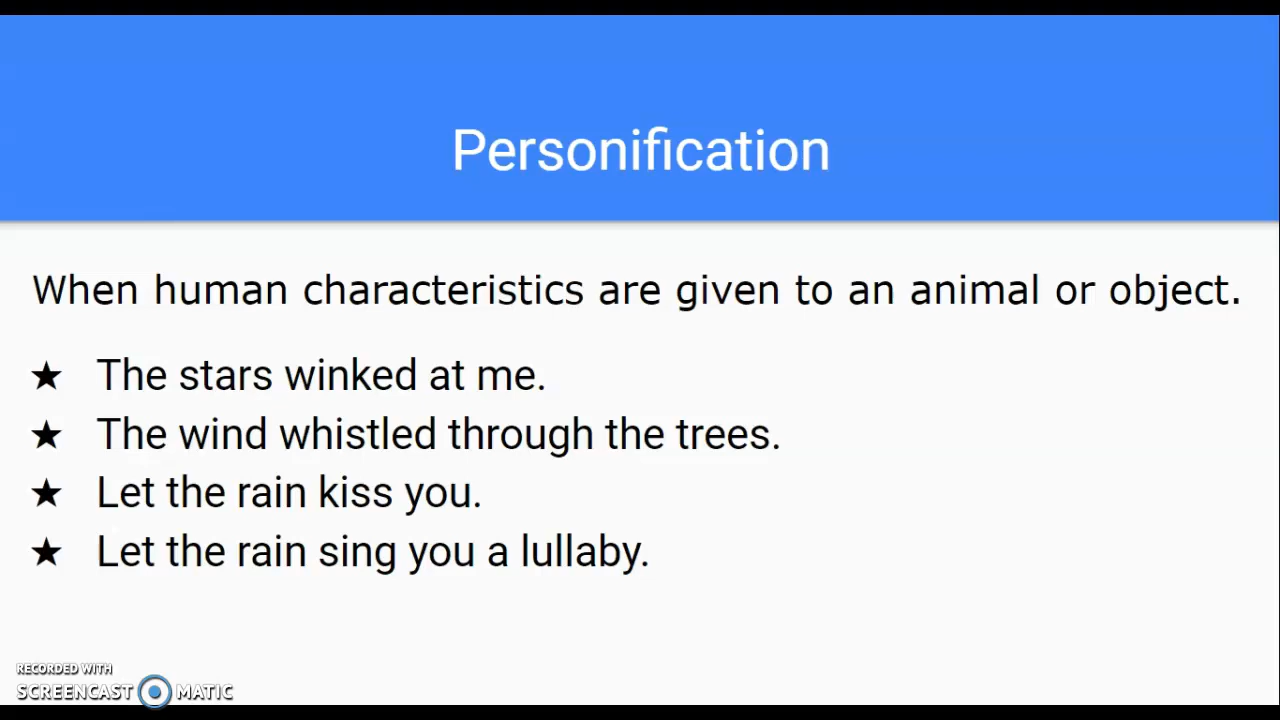 Personification
When human characteristics are given to an animal or object.
★ The stars winked at me.
★ The wind whistled through the trees.
★ Let the rain kiss you.
★ Let the rain sing you a lullaby.
RECORDED WITH
SCREENCAST MATIC